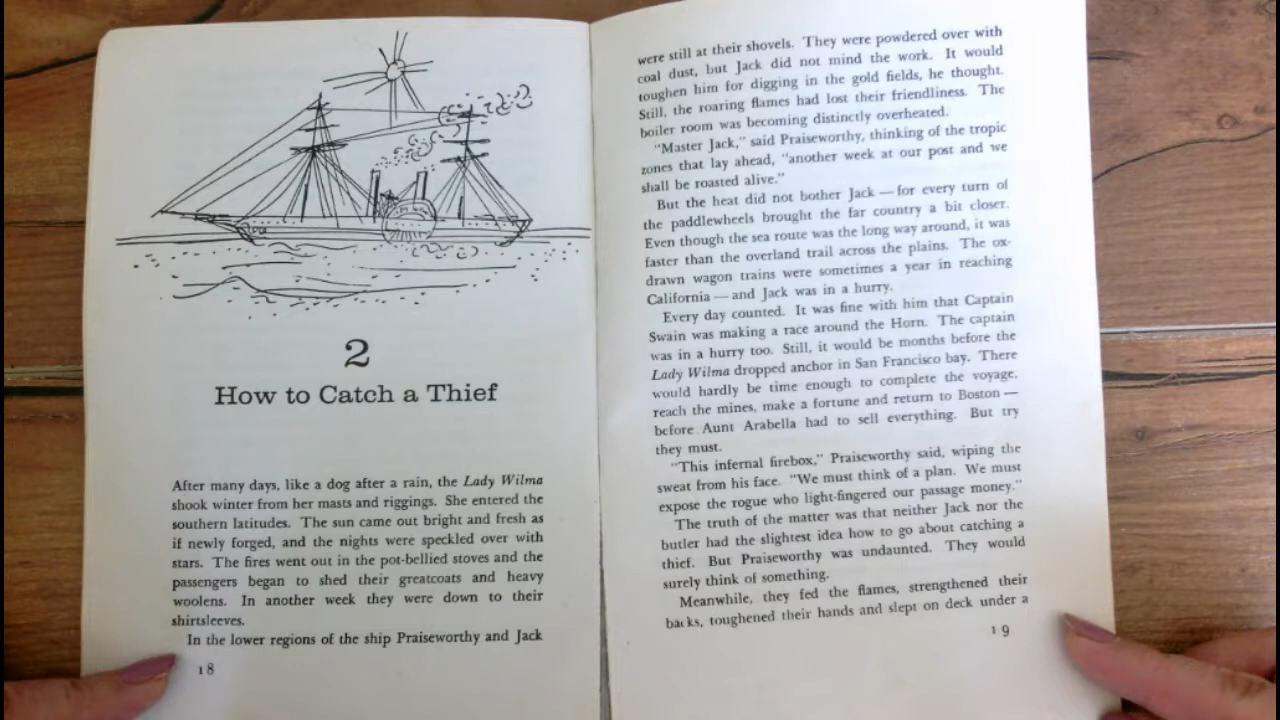 2
How to Catch a Thief
After many days, like a dog after a rain, the Lady Wilma
shook winter from her masts and riggings. She entered the
southern latitudes. The sun came out bright and fresh as
if newly forged, and the nights were speckled over with
stars. The fires went out in the pot-bellied stoves and the
passengers began to shed their greatcoats and heavy
woolens. In another week they were down to their
shirtsleeves.
In the lower regions of the ship Praiseworthy and Jack
18
were still at their shovels. They were powdered over with
coal dust, but Jack did not mind the work. It would
toughen him for digging in the gold fields, he thought.
Still, the roaring flames had lost their friendliness. The
boiler room was becoming distinctly overheated.
"Master Jack," said Praiseworthy, thinking of the tropic
zones that lay ahead, "another week at our post and we
shall be roasted alive."
But the heat did not bother Jack — for every turn of
the paddlewheels brought the far country a bit closer.
Even though the sea route was the long way around, it was
faster than the overland trail across the plains. The ox-
drawn wagon trains were sometimes a year in reaching
California — and Jack was in a hurry.
Every day counted. It was fine with him that Captain
Swain was making a race around the Horn. The captain
was in a hurry too. Still, it would be months before the
Lady Wilma dropped anchor in San Francisco bay. There
would hardly be time enough to complete the voyage,
reach the mines, make a fortune and return to Boston —
before Aunt Arabella had to sell everything. But try
they must.
"This infernal firebox," Praiseworthy said, wiping the
sweat from his face. "We must think of a plan. We must
expose the rogue who light-fingered our passage money."
The truth of the matter was that neither Jack nor the
butler had the slightest idea how to go about catching a
thief. But Praiseworthy was undaunted. They would
surely think of something.
Meanwhile, they fed the flames, strengthened their
backs, toughened their hands and slept on deck under a
19